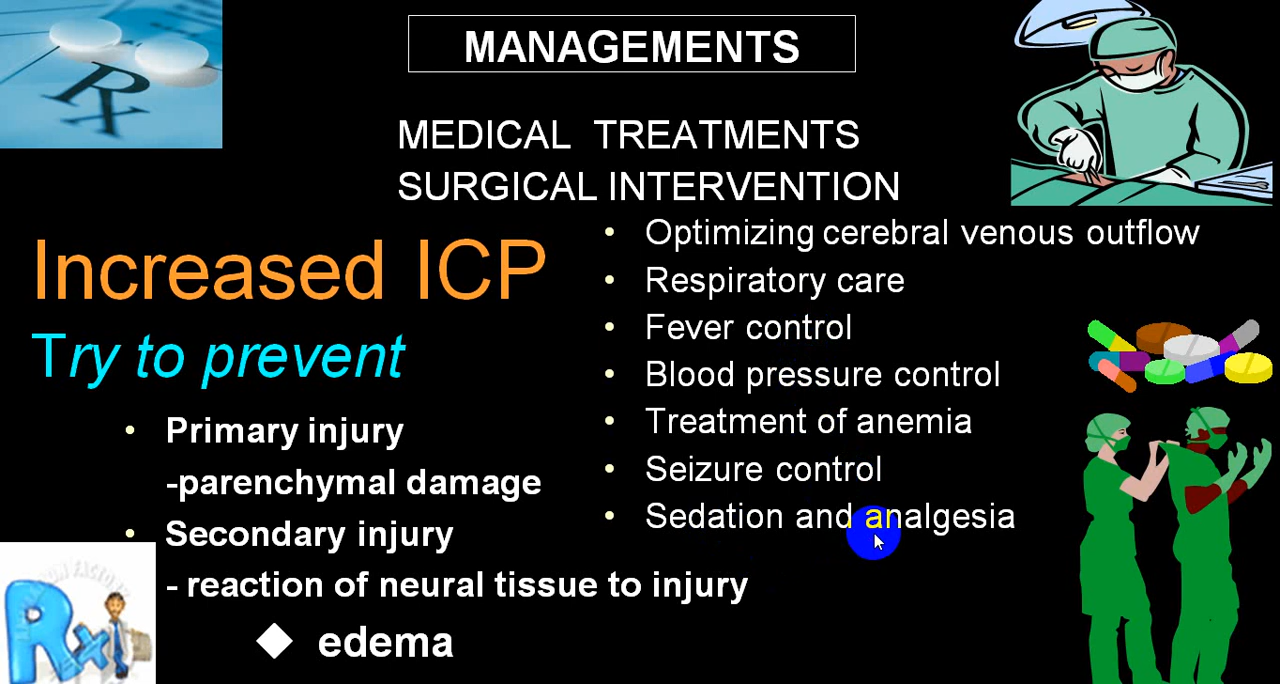 MANAGEMENTS
MEDICAL TREATMENTS
SURGICAL INTERVENTION
Increased ICP
Try to prevent
• Primary injury
-parenchymal damage
• Secondary injury
- reaction of neural tissue to injury
◆ edema
• Optimizing cerebral venous outflow
• Respiratory care
• Fever control
• Blood pressure control
• Treatment of anemia
• Seizure control
• Sedation and analgesia
Rx
Rx